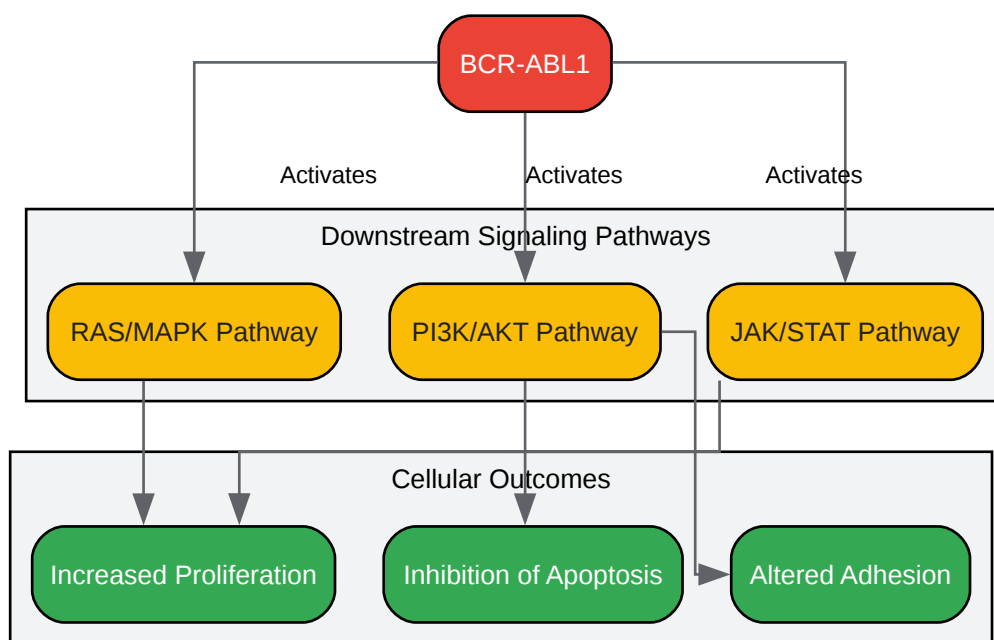 BCR-ABL1
Activates
Activates
Activates
Downstream Signaling Pathways
RAS/MAPK Pathway
PI3K/AKT Pathway
JAK/STAT Pathway
Cellular Outcomes
Increased Proliferation
Inhibition of Apoptosis
Altered Adhesion